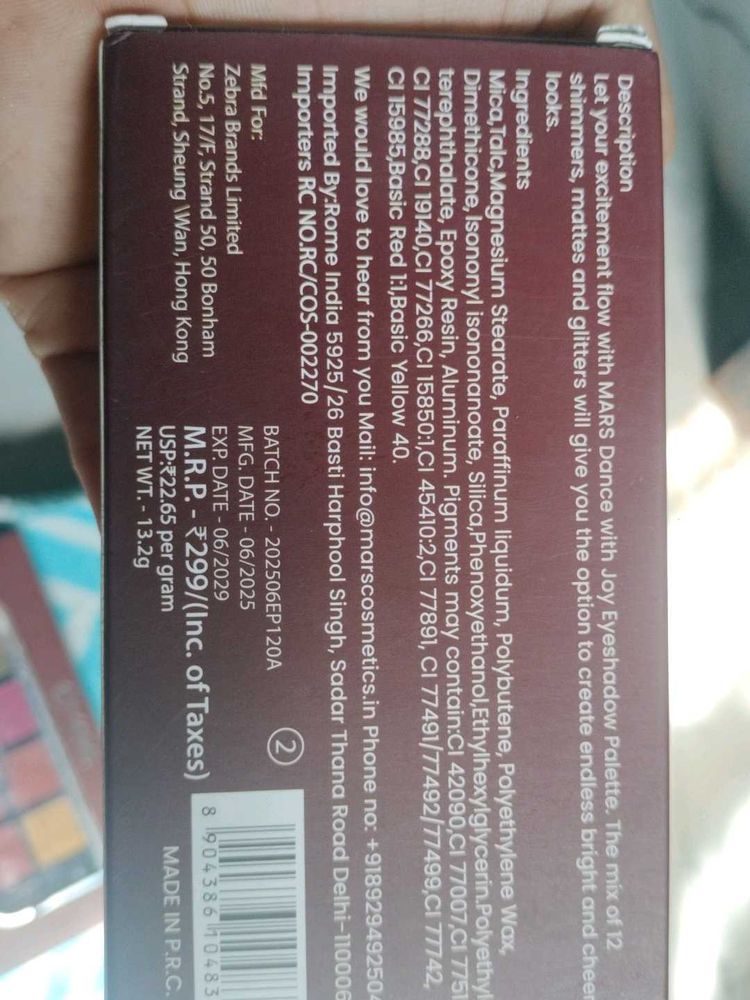 Description
Let your excitement flow with MARS Dance with Joy Eyeshadow Palette. The mix of 12
shimmers, mattes and glitters will give you the option to create endless bright and
looks.
Ingredients
Mica,Talc,Magnesium Stearate, Paraffinum liquidum, Polybutene, Polyethylene Wax,
Dimethicone, Isononyl isononanoate, Silica,Phenoxyethanol,Ethylhexylglycerin.Polyethyl
terephthalate, Epoxy Resin, Aluminum. Pigments may contain:CI 42090,CI 77007,CI
CI 77288,CI 19140,CI 77266,CI 15850:1,CI 45410:2,CI 77891, CI 77491/77492/77499,CI 77742,
CI 15985,Basic Red 1:1,Basic Yellow 40.
We would love to hear from you Mail: info@marscosmetics.in Phone no: +918929492504
Imported By:Rome India 5925/26 Basti Harphool Singh, Sadar Thana Road Delhi-110006
Importers RC NO.RC/COS-002270
Mfd For:
Zebra Brands Limited
No.5, 17/F, Strand 50, 50 Bonham
Strand, Sheung \Wan, Hong Kong
BATCH NO. - 202506EP120A
MFG. DATE - 06/2025
EXP. DATE - 06/2029
M.R.P. - ₹299/(Inc. of Taxes)
USP:₹22.65 per gram
NET WT. - 13.2g
2
8 904386 10483
MADE IN P.R.C.